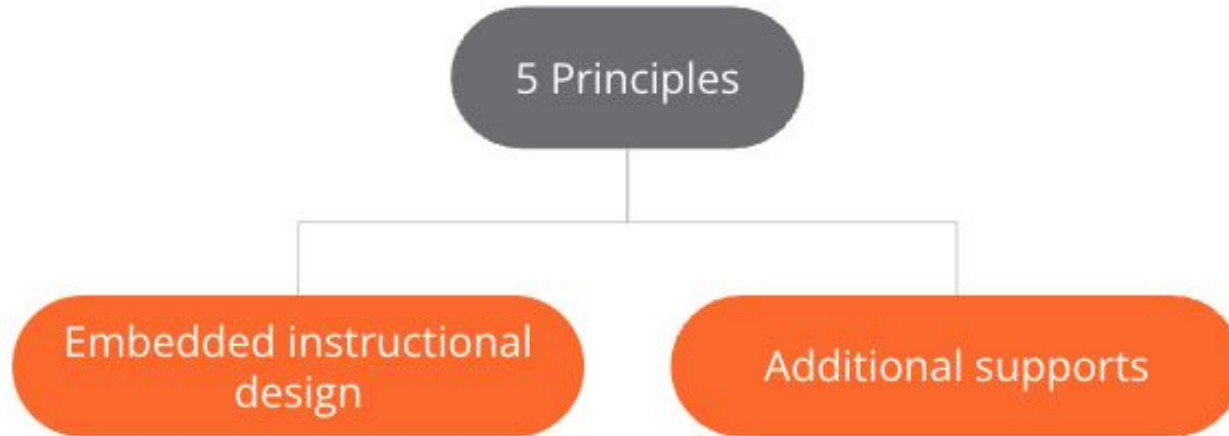 5 Principles
Embedded instructional
design
Additional supports